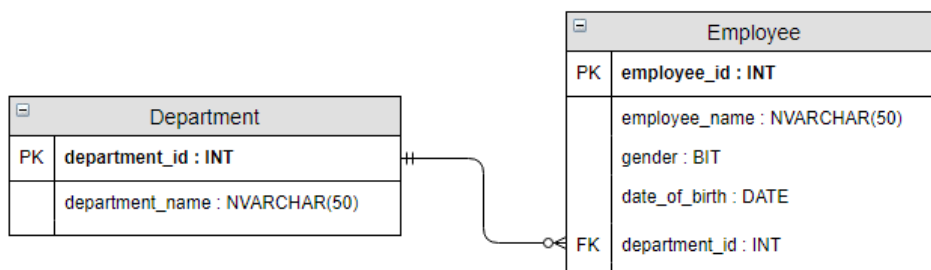 Department
PK department_id : INT
department_name : NVARCHAR(50)
Employee
PK employee_id : INT
employee_name : NVARCHAR(50)
gender : BIT
date_of_birth : DATE
FK department_id : INT